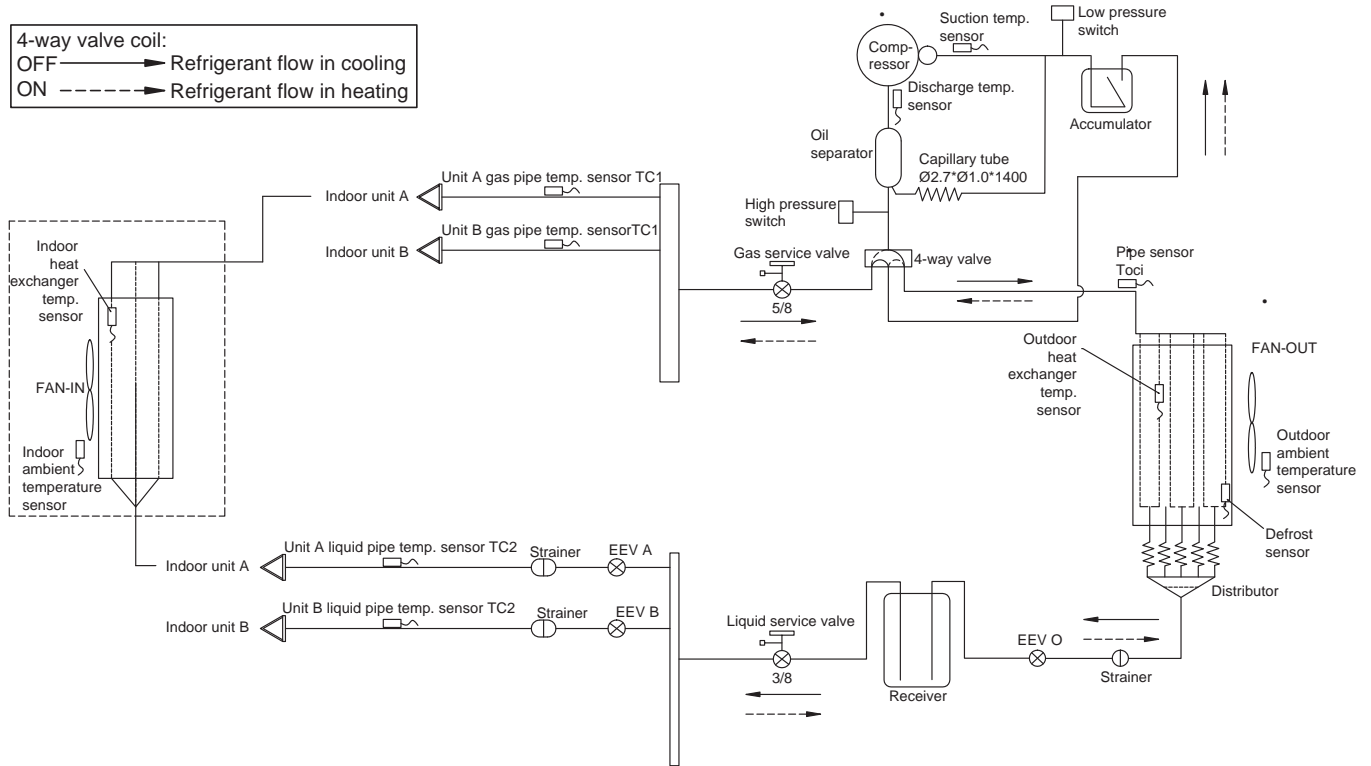 4-way valve coil:
OFF Refrigerant flow in cooling
ON Refrigerant flow in heating
Low pressure
switch
Suction temp.
sensor
Comp-
ressor
Discharge temp.
sensor
Accumulator
Oil
separator
Capillary tube
Ø2.7*Ø1.0*1400
High pressure
switch
Unit A gas pipe temp. sensor TC1
Indoor unit A
Unit B gas pipe temp. sensorTC1
Indoor unit B
Gas service valve
4-way valve
5/8
Pipe sensor
Toci
Indoor
heat
exchanger
temp.
sensor
FAN-IN
Indoor
ambient
temperature
sensor
Outdoor
heat
exchanger
temp.
sensor
FAN-OUT
Outdoor
ambient
temperature
sensor
Defrost
sensor
Distributor
Unit A liquid pipe temp. sensor TC2
Strainer
EEV A
Indoor unit A
Unit B liquid pipe temp. sensor TC2
Strainer
EEV B
Indoor unit B
Liquid service valve
3/8
Receiver
EEV O
Strainer